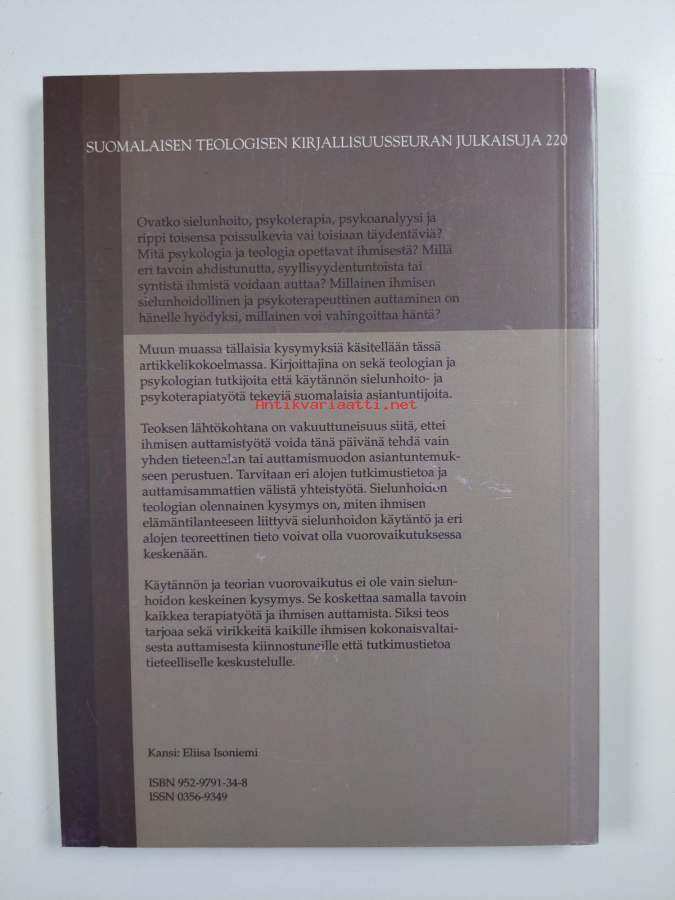 SUOMALAISEN TEOLOGISEN KIRJALLISUUSSEURAN JULKAISUJA 220
Ovatko sielunhoito, psykoterapia, psykoanalyysi ja
rippi toisensa poissulkevia vai toisiaan täydentäviä?
Mitä psykologia ja teologia opettavat ihmisestä? Millä
eri tavoin ahdistunutta, syyllisyydentuntoista tai
syntistä ihmistä voidaan auttaa? Millainen ihmisen
sielunhoidollinen ja psykoterapeuttinen auttaminen on
hänelle hyödyksi, millainen voi vahingoittaa häntä?
Muun muassa tällaisia kysymyksiä käsitellään tässä
artikkelikokoelmassa. Kirjoittajina on sekä teologian ja
psykologian tutkijoita että käytännön sielunhoito- ja
psykoterapiatyötä tekeviä suomalaisia asiantuntijoita.
Antikvariaatti.net
Teoksen lähtökohtana on vakuuttuneisuus siitä, ettei
ihmisen auttamistyötä voida tänä päivänä tehdä vain
yhden tieteenalan tai auttamismuodon asiantuntemuk-
seen perustuen. Tarvitaan eri alojen tutkimustietoa ja
auttamisammattien välistä yhteistyötä. Sielunhoidon
teologian olennainen kysymys on, miten ihmisen
elämäntilanteeseen liittyvä sielunhoidon käytäntö ja eri
alojen teoreettinen tieto voivat olla vuorovaikutuksessa
keskenään.
Käytännön ja teorian vuorovaikutus ei ole vain sielun-
hoidon keskeinen kysymys. Se koskettaa samalla tavoin
kaikkea terapiatyötä ja ihmisen auttamista. Siksi teos
tarjoaa sekä virikkeitä kaikille ihmisen kokonaisvaltai-
sesta auttamisesta kiinnostuneille että tutkimustietoa
tieteelliselle keskustelulle.
Kansi: Eliisa Isoniemi
ISBN 952-9791-34-8
ISSN 0356-9349